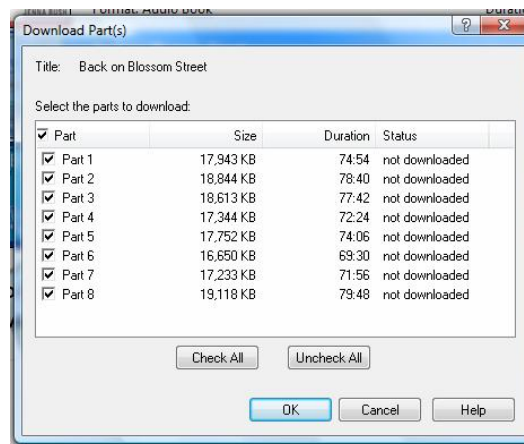 JENNA BUSH Format: Audio Book
Download Part(s)
Title: Back on Blossom Street
Select the parts to download:
Part Size Duration Status
Part 1 17,943 KB 74:54 not downloaded
Part 2 18,844 KB 78:40 not downloaded
Part 3 18,613 KB 77:42 not downloaded
Part 4 17,344 KB 72:24 not downloaded
Part 5 17,752 KB 74:06 not downloaded
Part 6 16,650 KB 69:30 not downloaded
Part 7 17,233 KB 71:56 not downloaded
Part 8 19,118 KB 79:48 not downloaded
Check All Uncheck All
OK Cancel Help